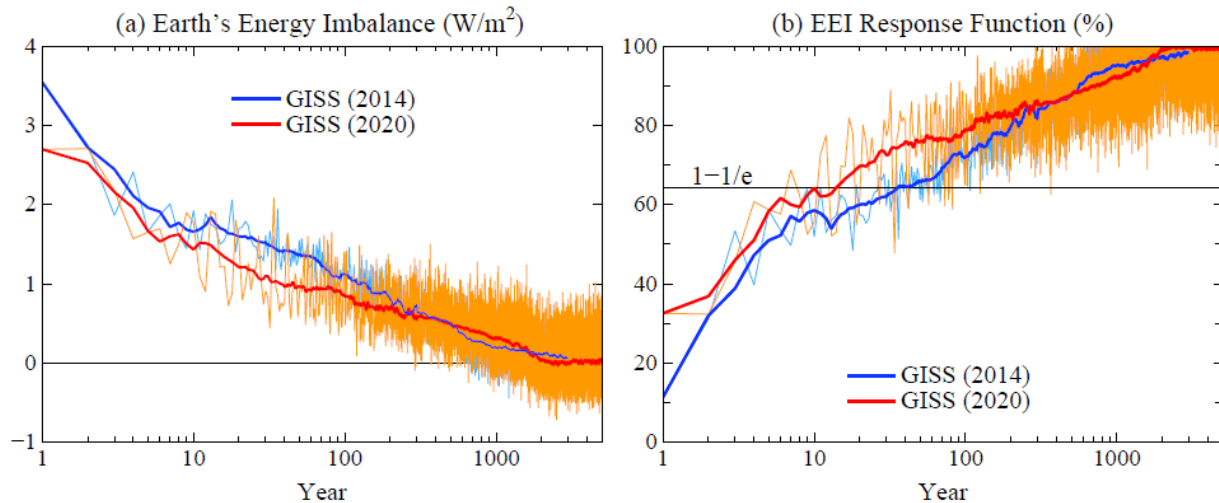 (a) Earth’s Energy Imbalance (W/m²)
4
3
2
1
0
−1
GISS (2014)
GISS (2020)
1
10
100
1000
Year
(b) EEI Response Function (%)
100
80
60
40
20
0
1−1/e
GISS (2014)
GISS (2020)
1
10
100
1000
Year